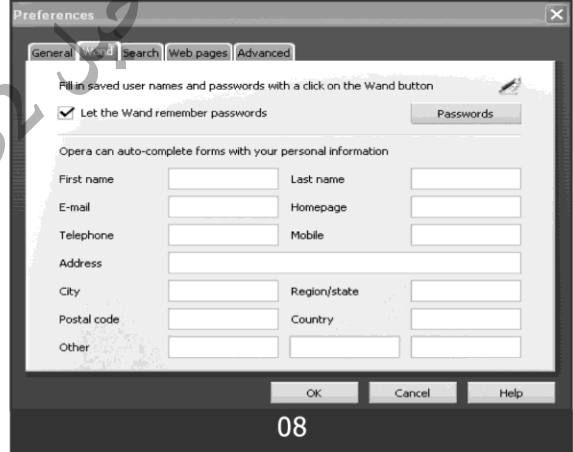 Preferences
General Wand Search Web pages Advanced
Fill in saved user names and passwords with a click on the Wand button
Let the Wand remember passwords Passwords
Opera can auto-complete forms with your personal information
First name Last name
E-mail Homepage
Telephone Mobile
Address
City Region/state
Postal code Country
Other
OK Cancel Help
08